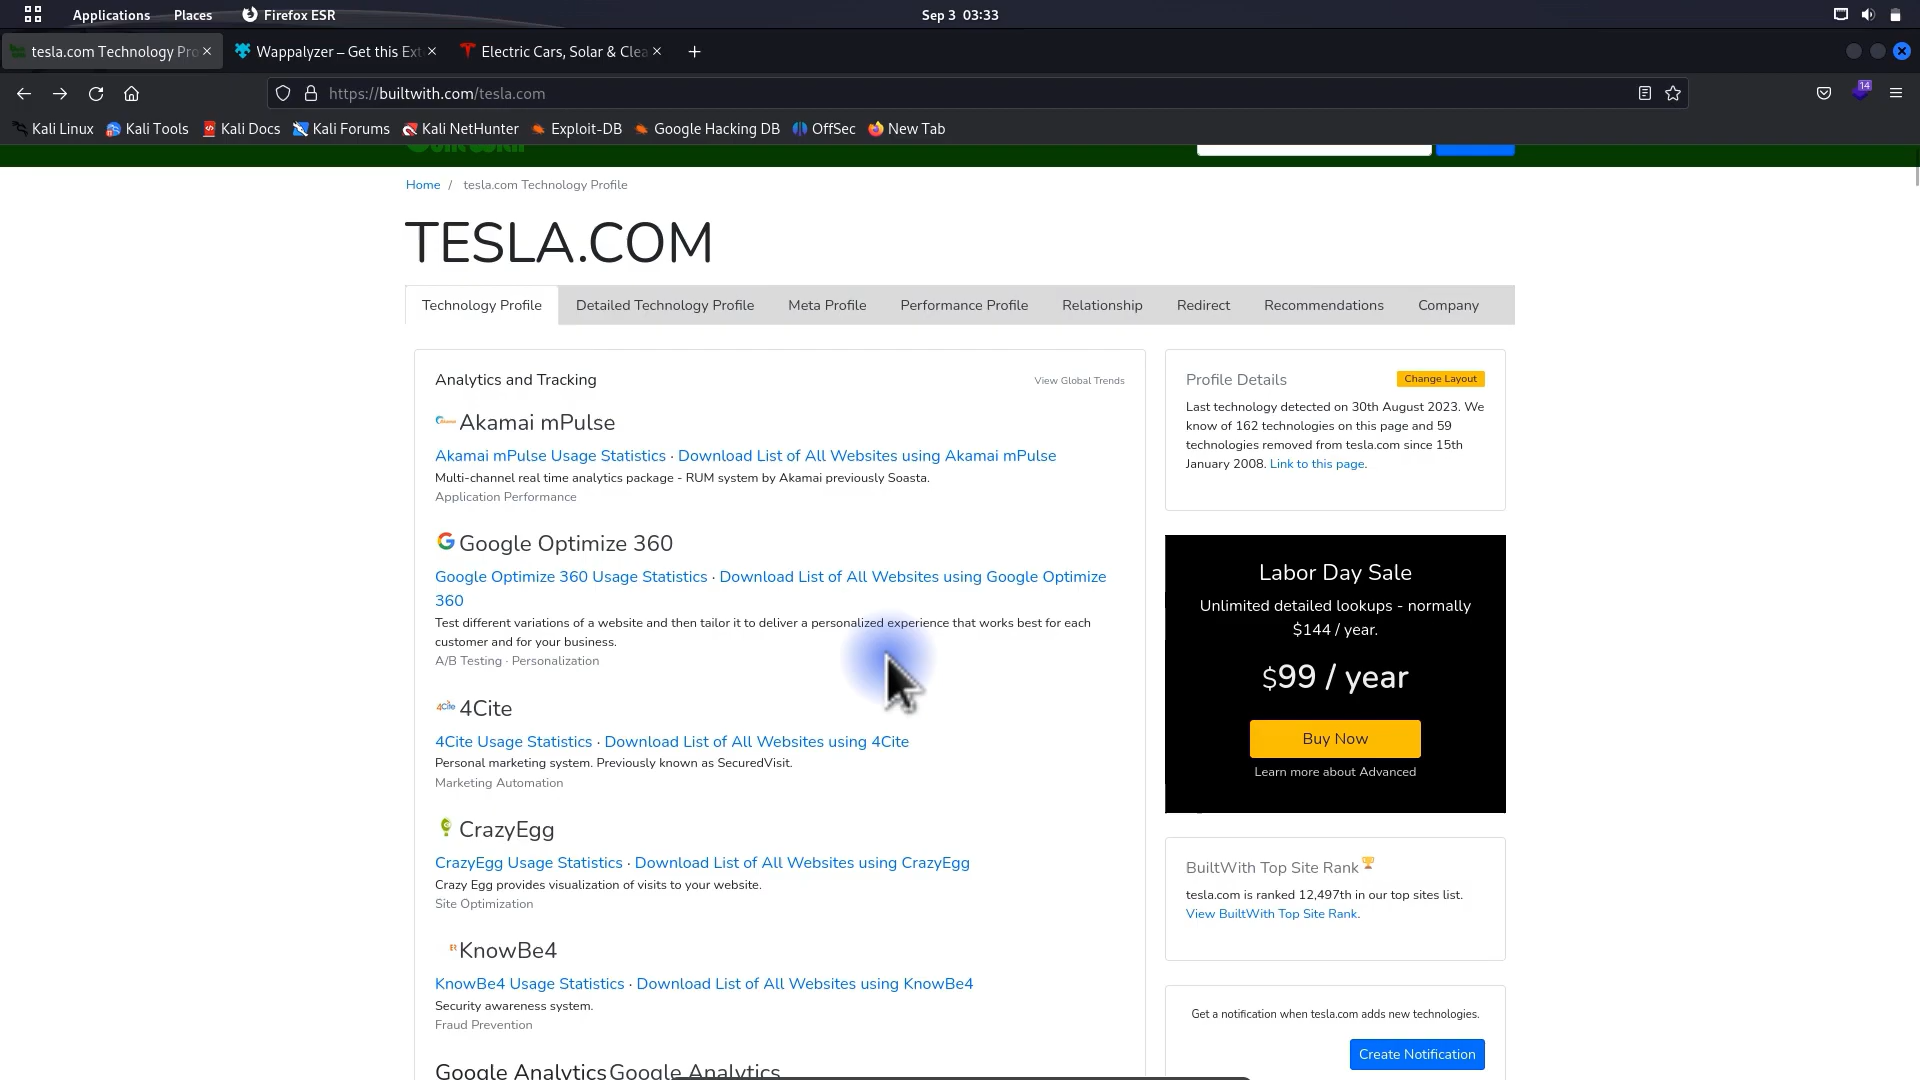 Applications Places Firefox ESR Sep 3 03:33
tesla.com Technology Pro Wappalyzer – Get this Ext Electric Cars, Solar & Clea
https://builtwith.com/tesla.com 14
Kali Linux Kali Tools Kali Docs Kali Forums Kali NetHunter Exploit-DB Google Hacking DB OffSec New Tab
Home / tesla.com Technology Profile
TESLA.COM
Technology Profile Detailed Technology Profile Meta Profile Performance Profile Relationship Redirect Recommendations Company
Analytics and Tracking View Global Trends
Akamai mPulse
Akamai mPulse Usage Statistics · Download List of All Websites using Akamai mPulse
Multi-channel real time analytics package - RUM system by Akamai previously Soasta.
Application Performance
Google Optimize 360
Google Optimize 360 Usage Statistics · Download List of All Websites using Google Optimize
360
Test different variations of a website and then tailor it to deliver a personalized experience that works best for each
customer and for your business.
A/B Testing · Personalization
4Cite
4Cite Usage Statistics · Download List of All Websites using 4Cite
Personal marketing system. Previously known as SecuredVisit.
Marketing Automation
CrazyEgg
CrazyEgg Usage Statistics · Download List of All Websites using CrazyEgg
Crazy Egg provides visualization of visits to your website.
Site Optimization
KnowBe4
KnowBe4 Usage Statistics · Download List of All Websites using KnowBe4
Security awareness system.
Fraud Prevention
Google Analytics Google Analytics
Profile Details Change Layout
Last technology detected on 30th August 2023. We
know of 162 technologies on this page and 59
technologies removed from tesla.com since 15th
January 2008. Link to this page.
Labor Day Sale
Unlimited detailed lookups - normally
$144 / year.
$99 / year
Buy Now
Learn more about Advanced
BuiltWith Top Site Rank
tesla.com is ranked 12,497th in our top sites list.
View BuiltWith Top Site Rank.
Get a notification when tesla.com adds new technologies.
Create Notification